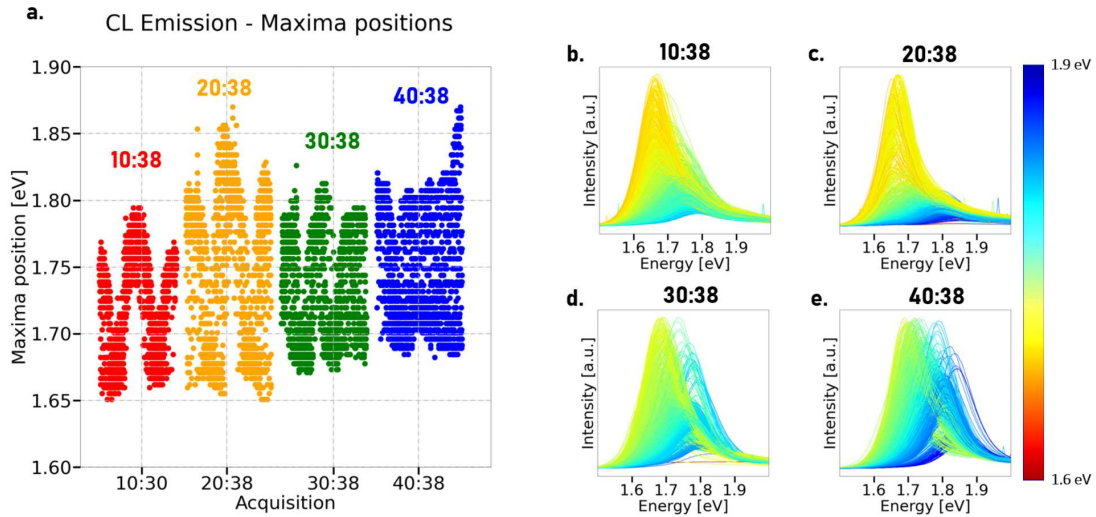 a.
CL Emission - Maxima positions
Maxima position [eV]
1.90
1.85
1.80
1.75
1.70
1.65
1.60
10:38
20:38
30:38
40:38
10:30
20:38
30:38
40:38
Acquisition
b.
10:38
Intensity [a.u.]
1.6 1.7 1.8 1.9
Energy [eV]
c.
20:38
Intensity [a.u.]
1.6 1.7 1.8 1.9
Energy [eV]
d.
30:38
Intensity [a.u.]
1.6 1.7 1.8 1.9
Energy [eV]
e.
40:38
Intensity [a.u.]
1.6 1.7 1.8 1.9
Energy [eV]
1.9 eV
1.6 eV